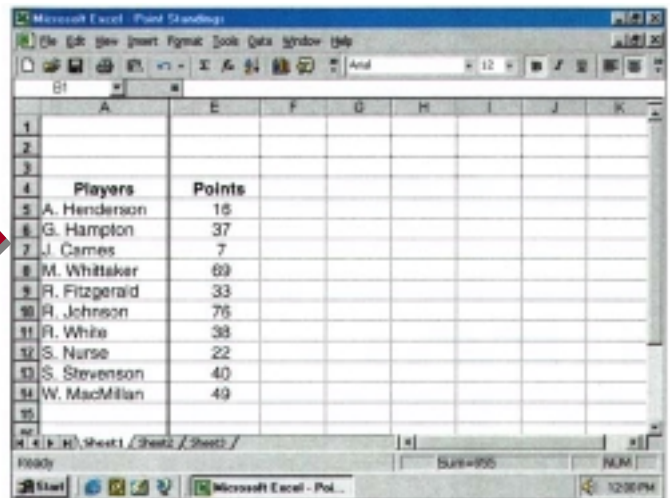 Microsoft Excel - Point Standings
File Edit View Insert Format Tools Data Window Help
Arial 12 B I U
B1 =
A E F G H I J K
1
2
3
4 Players Points
5 A. Henderson 16
6 G. Hampton 37
7 J. Carnes 7
8 M. Whittaker 69
9 R. Fitzgerald 33
10 R. Johnson 76
11 R. White 38
12 S. Nurse 22
13 S. Stevenson 40
14 W. MacMillan 49
15
Sheet1 / Sheet2 / Sheet3 /
Ready NUM
Start Microsoft Excel - Poi... 12:00 PM